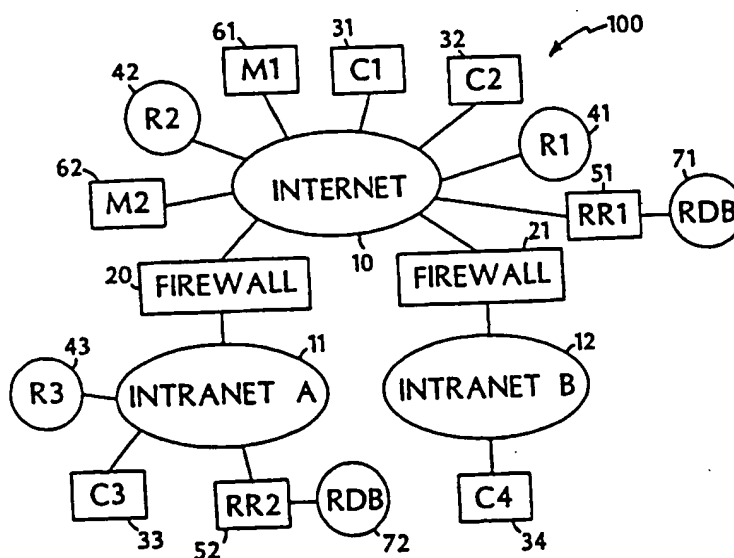 61
31
32
100
42
M1
C1
C2
R2
41
R1
62
71
51
M2
INTERNET
RR1
RDB
10
21
20
FIREWALL
FIREWALL
43
11
12
R3
INTRANET A
INTRANET B
C3
RR2
RDB
C4
33
52
72
34